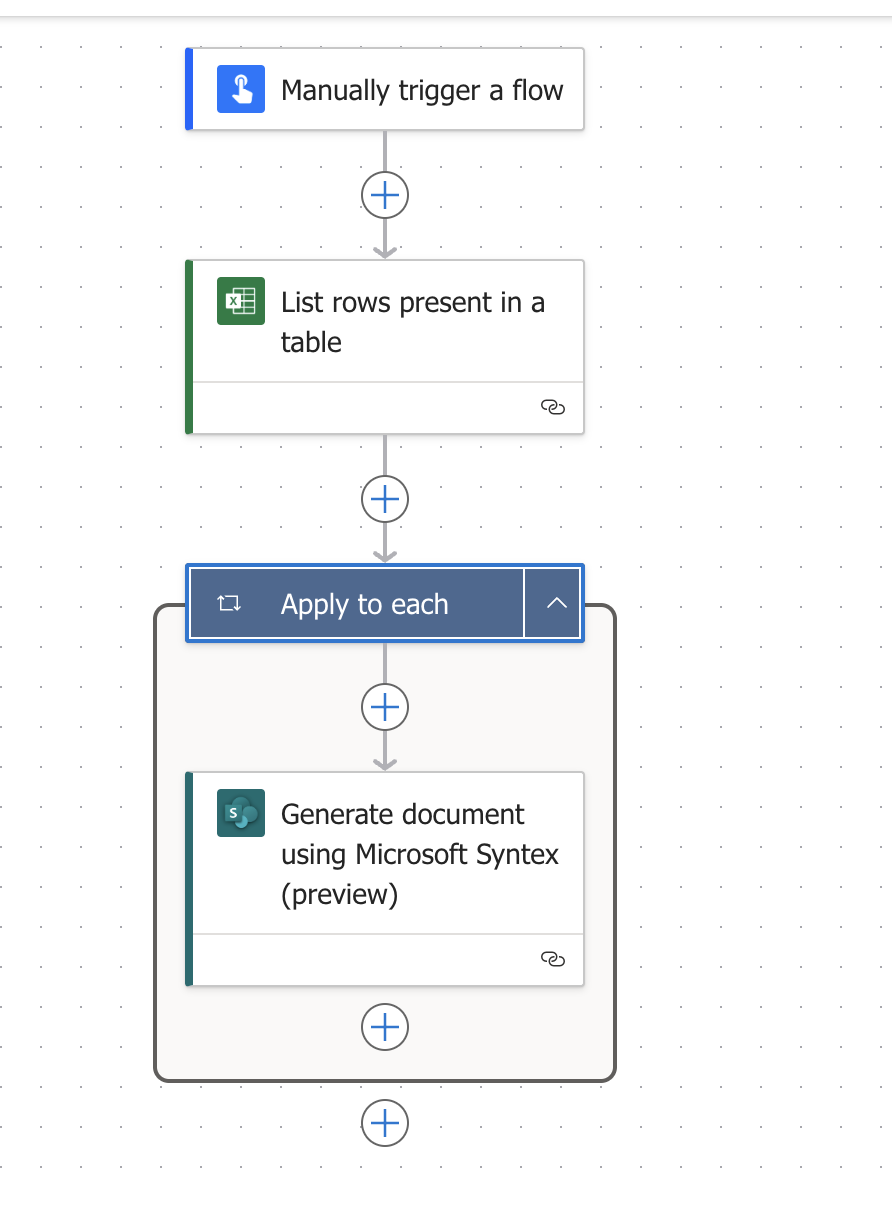 Manually trigger a flow
X
List rows present in a
table
Apply to each
S
Generate document
using Microsoft Syntex
(preview)